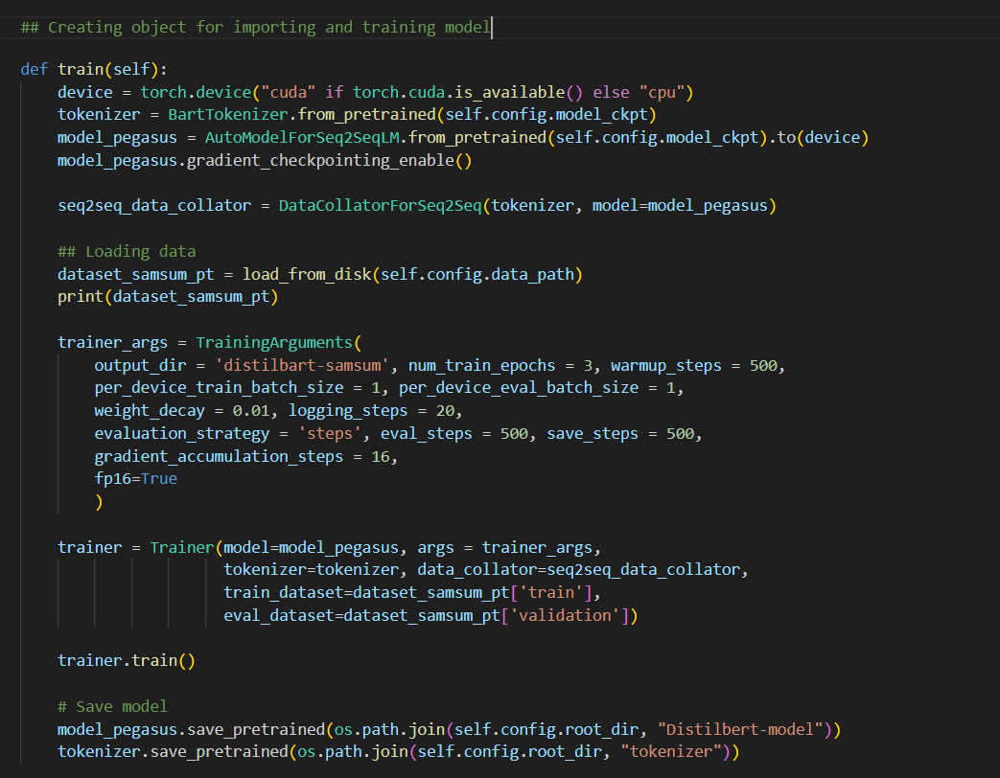 ## Creating object for importing and training model
def train(self):
device = torch.device("cuda" if torch.cuda.is_available() else "cpu")
tokenizer = BartTokenizer.from_pretrained(self.config.model_ckpt)
model_pegasus = AutoModelForSeq2SeqLM.from_pretrained(self.config.model_ckpt).to(device)
model_pegasus.gradient_checkpointing_enable()
seq2seq_data_collator = DataCollatorForSeq2Seq(tokenizer, model=model_pegasus)
## Loading data
dataset_samsum_pt = load_from_disk(self.config.data_path)
print(dataset_samsum_pt)
trainer_args = TrainingArguments(
output_dir = 'distilbart-samsum', num_train_epochs = 3, warmup_steps = 500,
per_device_train_batch_size = 1, per_device_eval_batch_size = 1,
weight_decay = 0.01, logging_steps = 20,
evaluation_strategy = 'steps', eval_steps = 500, save_steps = 500,
gradient_accumulation_steps = 16,
fp16=True
)
trainer = Trainer(model=model_pegasus, args = trainer_args,
tokenizer=tokenizer, data_collator=seq2seq_data_collator,
train_dataset=dataset_samsum_pt['train'],
eval_dataset=dataset_samsum_pt['validation'])
trainer.train()
# Save model
model_pegasus.save_pretrained(os.path.join(self.config.root_dir, "Distilbert-model"))
tokenizer.save_pretrained(os.path.join(self.config.root_dir, "tokenizer"))